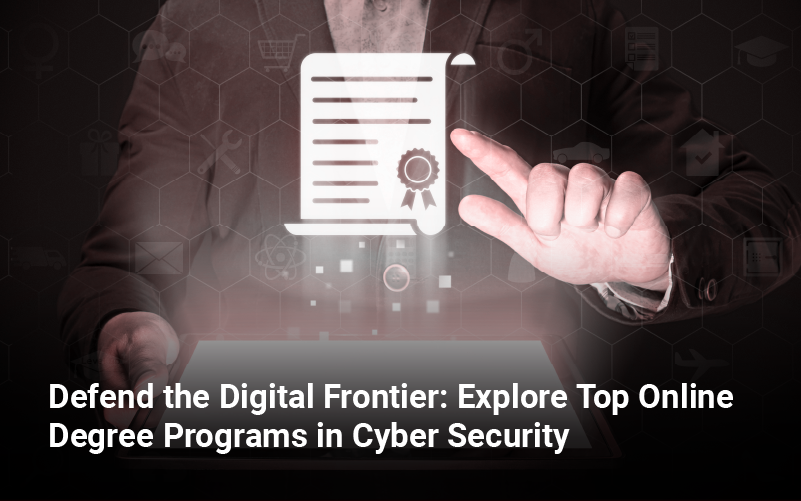 Defend the Digital Frontier: Explore Top Online
Degree Programs in Cyber Security